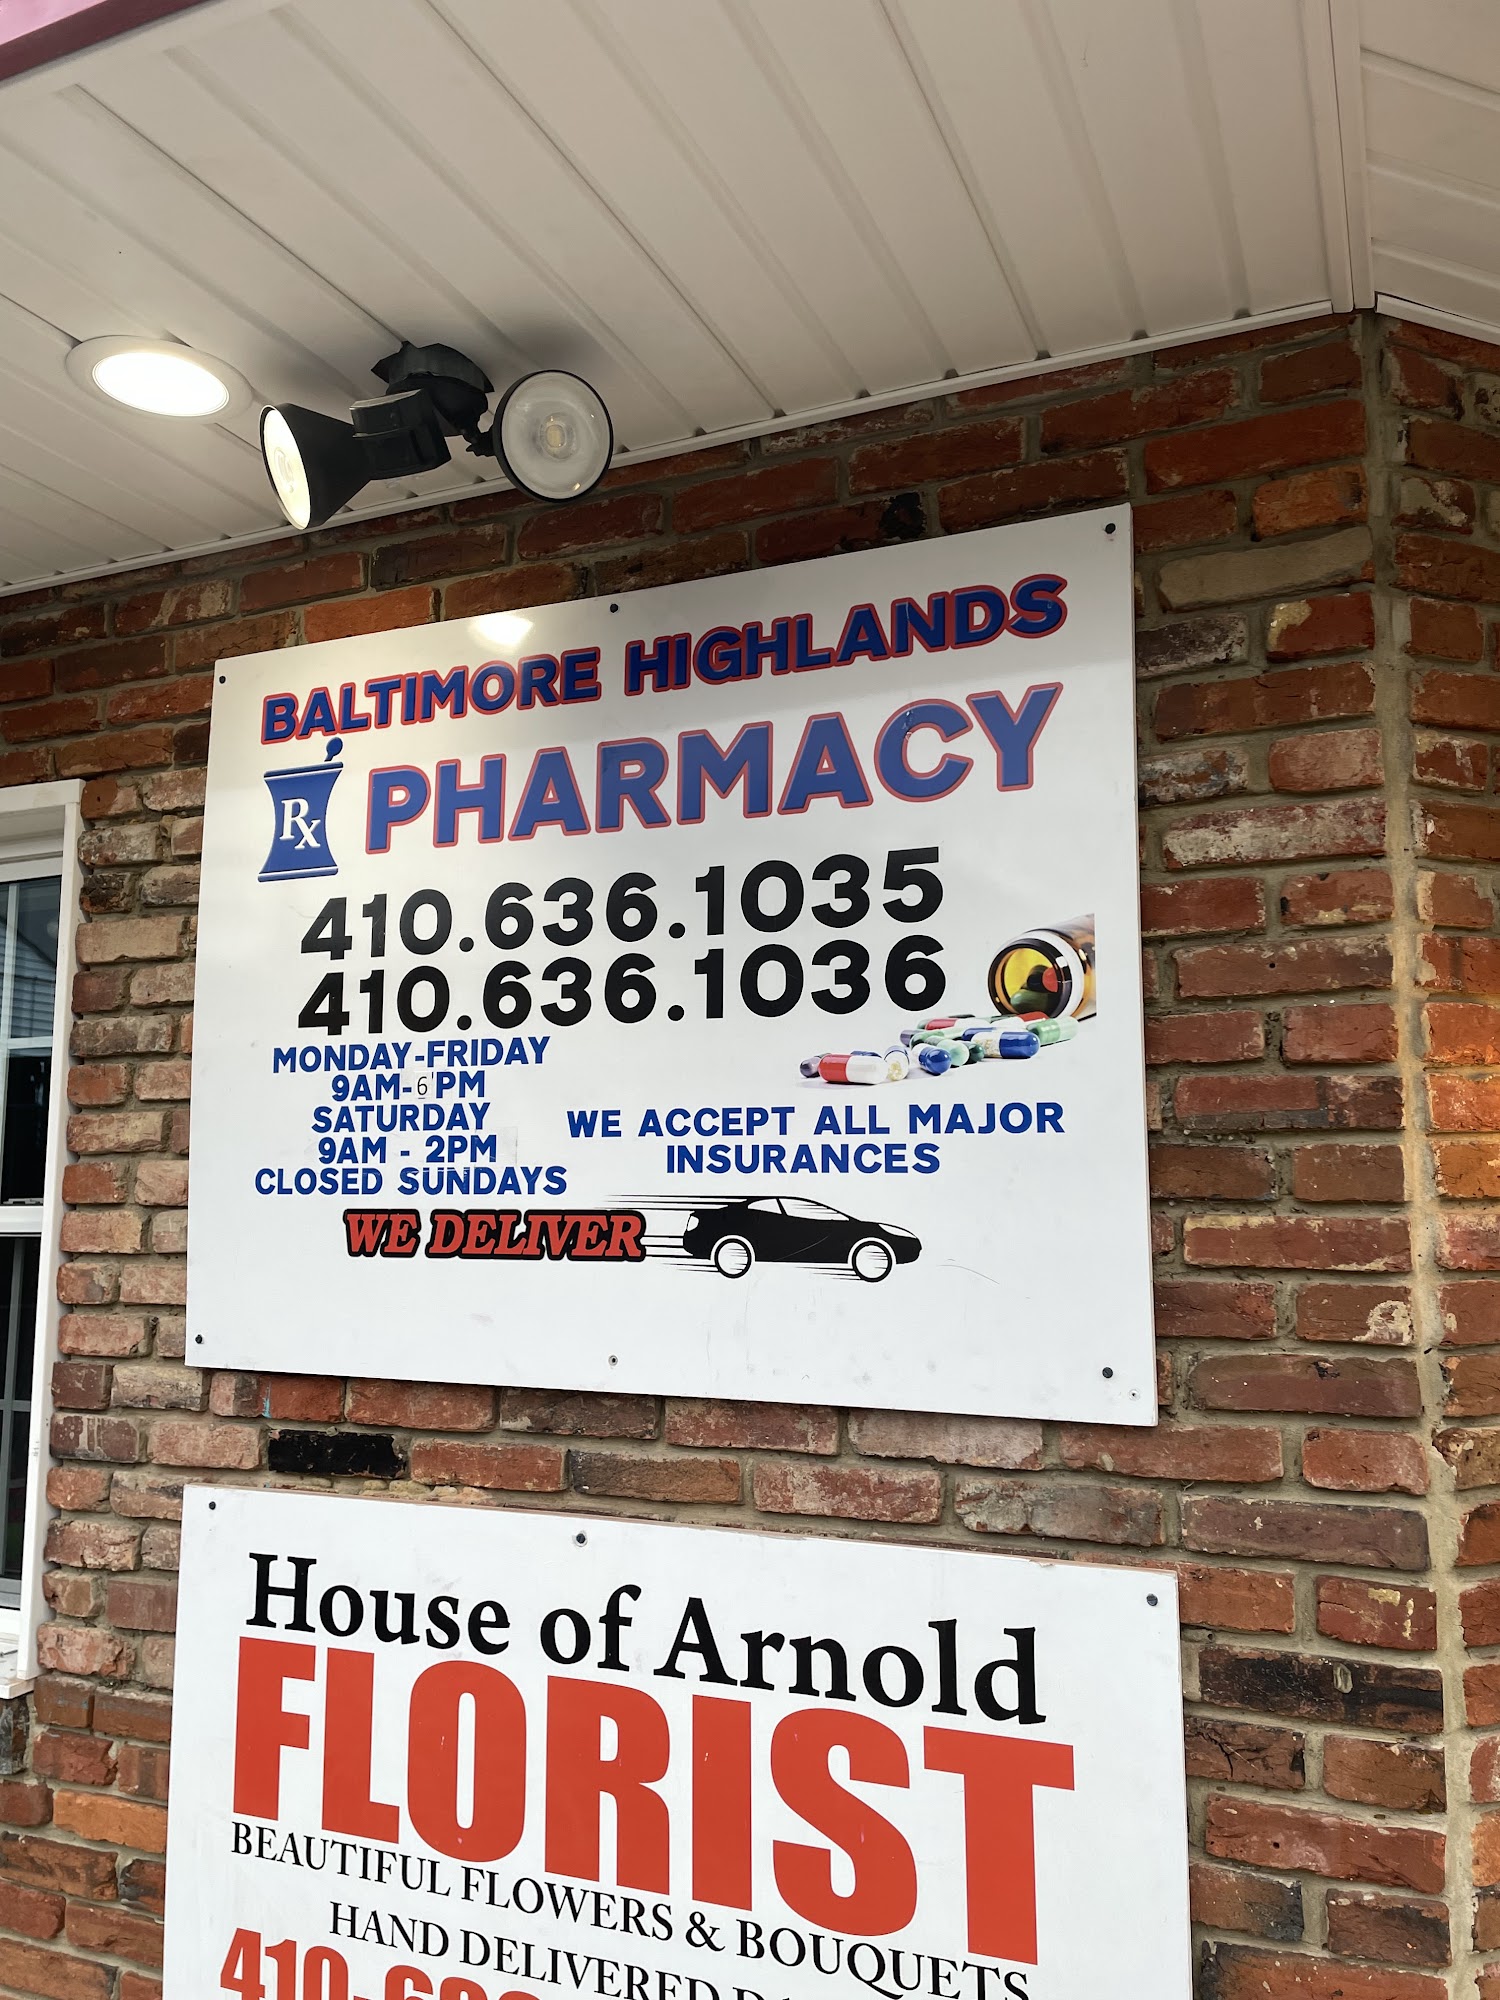 BALTIMORE HIGHLANDS
Rx PHARMACY
410.636.1035
410.636.1036
MONDAY-FRIDAY
9AM-6PM
SATURDAY
9AM - 2PM
CLOSED SUNDAYS
WE ACCEPT ALL MAJOR
INSURANCES
WE DELIVER
House of Arnold
FLORIST
BEAUTIFUL FLOWERS & BOUQUETS
HAND DELIVERED
410-